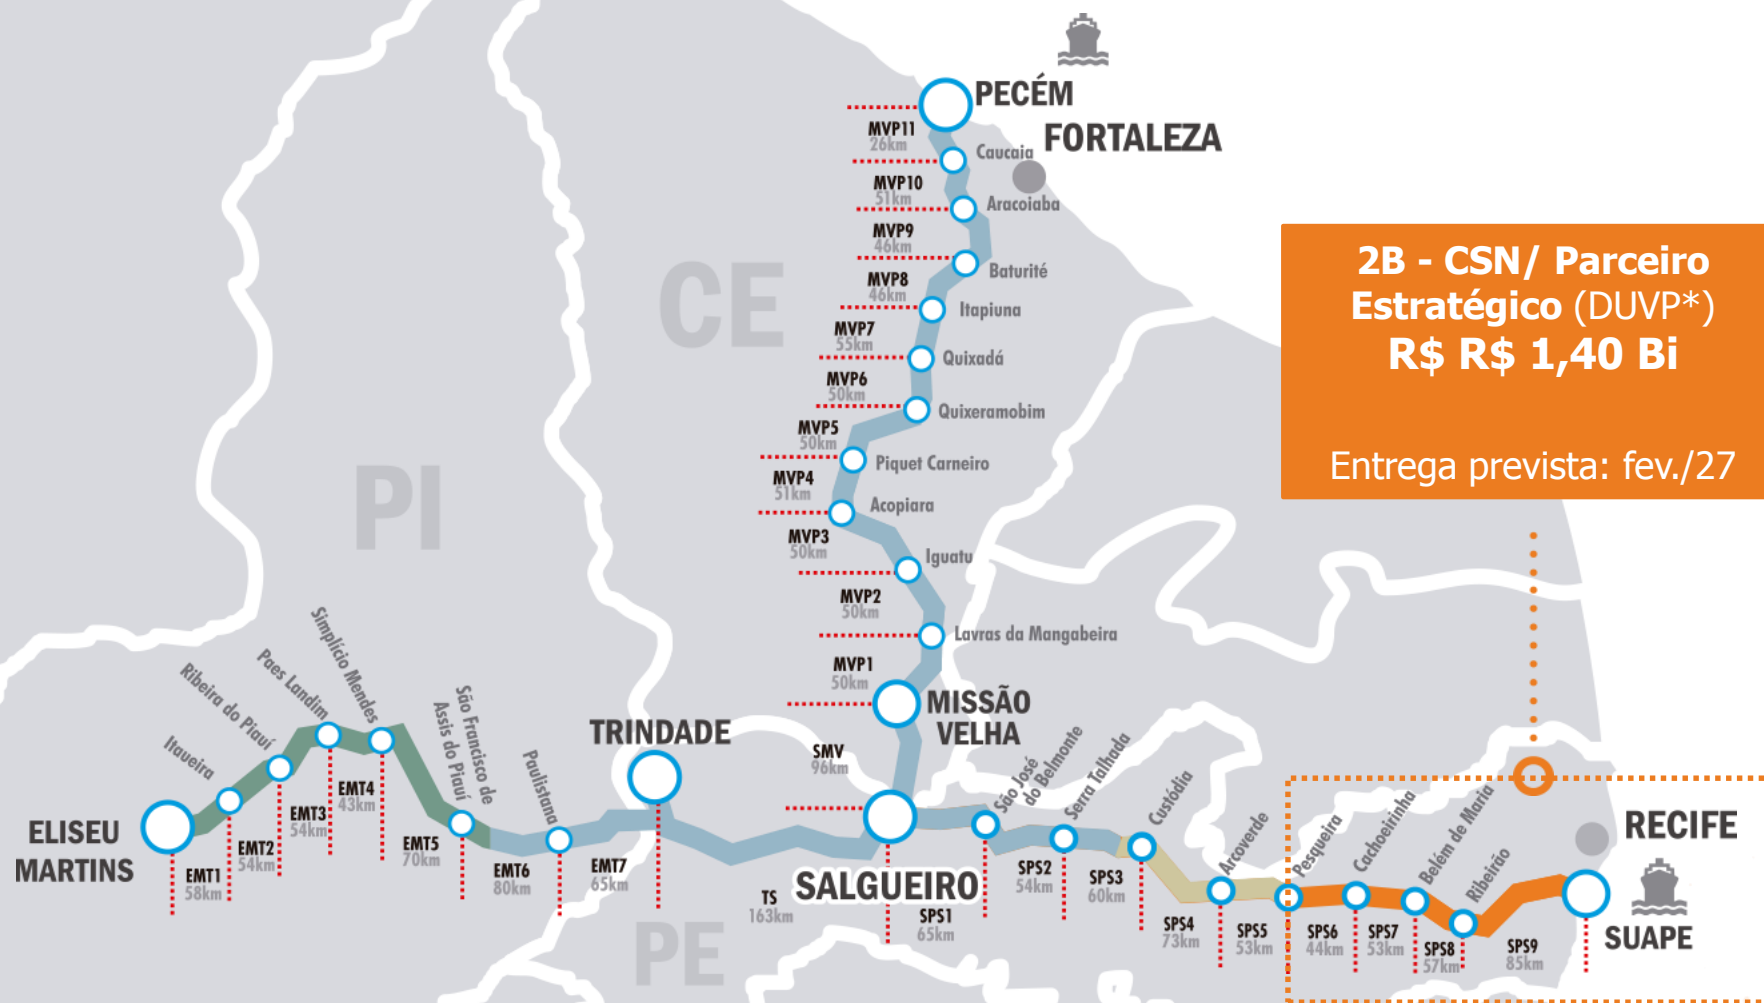 PECÉM
FORTALEZA
MVP11
26km
Caucaia
MVP10
51km
Aracoiaba
MVP9
46km
Baturité
MVP8
46km
Itapiuna
MVP7
55km
Quixadá
MVP6
50km
Quixeramobim
MVP5
50km
Piquet Carneiro
MVP4
51km
Acopiara
MVP3
50km
Iguatu
MVP2
50km
Lavras da Mangabeira
MVP1
50km
MISSÃO
VELHA
SMV
96km
CE
PI
PE
2B - CSN/ Parceiro
Estratégico (DUVP*)
R$ R$ 1,40 Bi
Entrega prevista: fev./27
ELISEU
MARTINS
Itaueira
Ribeira do Piauí
Paes Landim
Simplício Mendes
São Francisco de
Assis do Piauí
Paulistana
TRINDADE
SALGUEIRO
São José
do Belmonte
Serra Talhada
Custódia
Arcoverde
Pesqueira
Cachoeirinha
Belém de Maria
Ribeirão
RECIFE
SUAPE
EMT1
58km
EMT2
54km
EMT3
54km
EMT4
43km
EMT5
70km
EMT6
80km
EMT7
65km
TS
163km
SPS1
65km
SPS2
54km
SPS3
60km
SPS4
73km
SPS5
53km
SPS6
44km
SPS7
53km
SPS8
57km
SPS9
85km